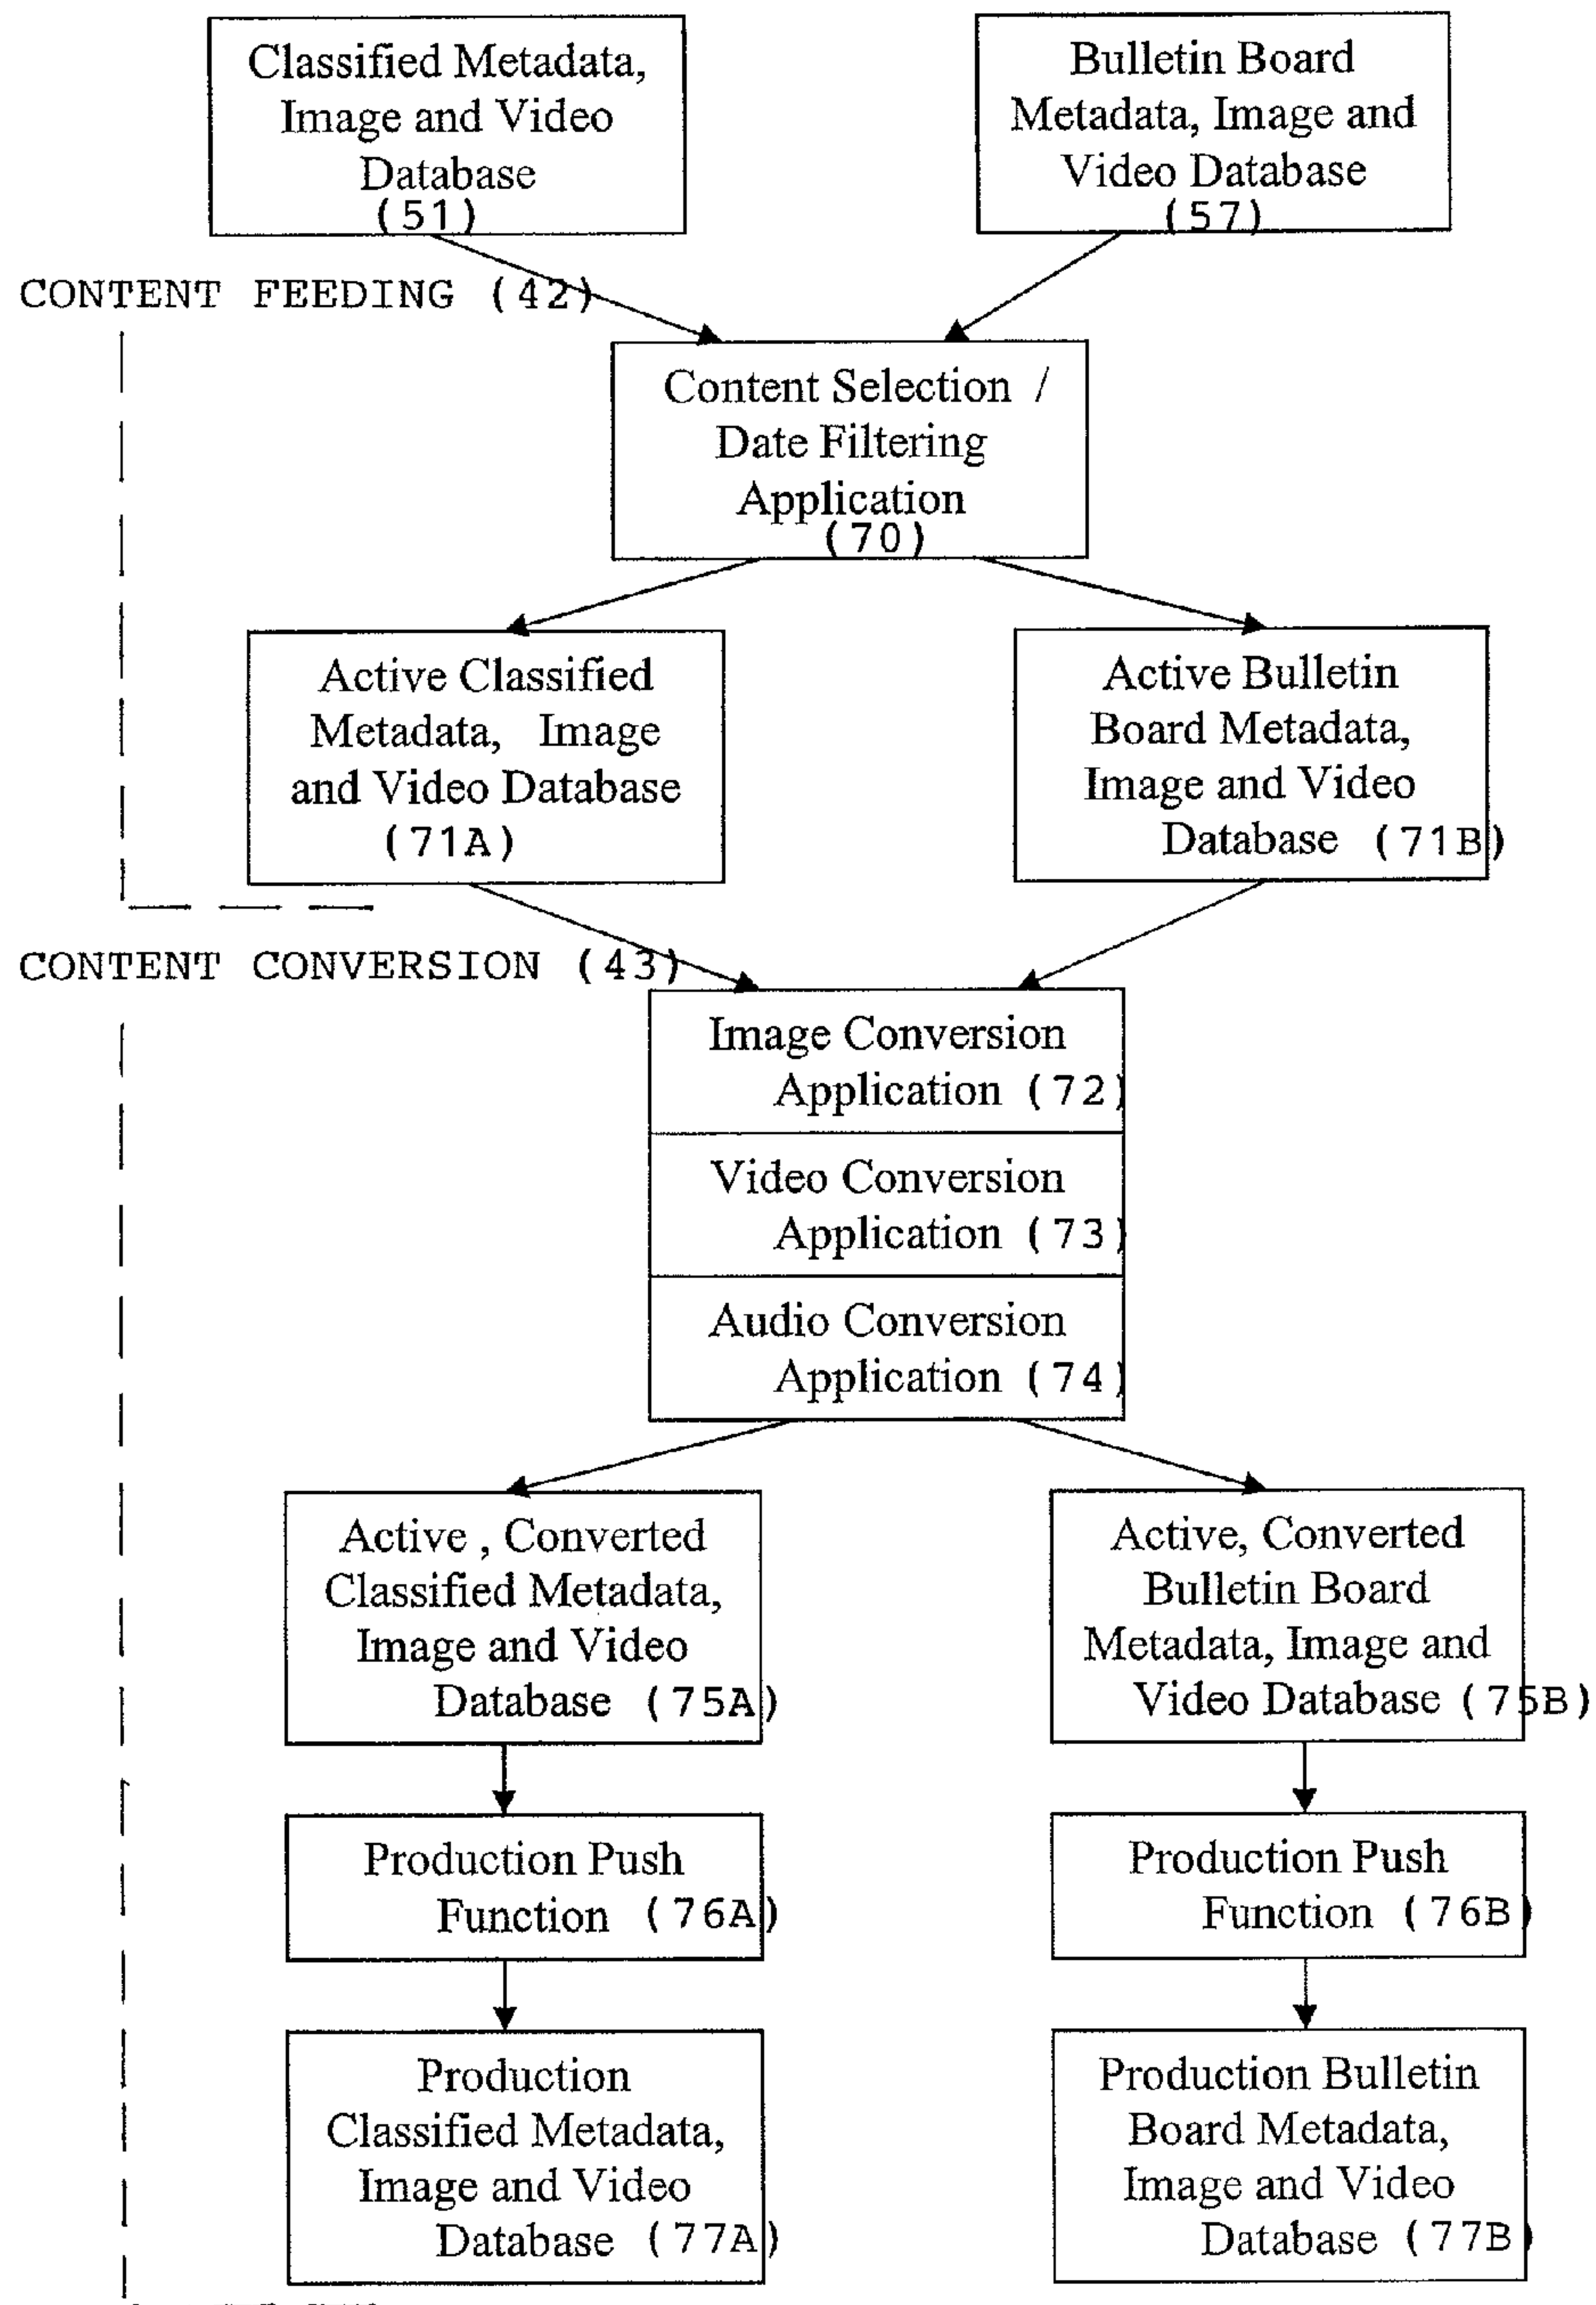 Classified Metadata,
Image and Video
Database
(51)
Bulletin Board
Metadata, Image and
Video Database
(57)
CONTENT FEEDING (42)
Content Selection /
Date Filtering
Application
(70)
Active Classified
Metadata, Image
and Video Database
(71A)
Active Bulletin
Board Metadata,
Image and Video
Database (71B)
CONTENT CONVERSION (43)
Image Conversion
Application (72)
Video Conversion
Application (73)
Audio Conversion
Application (74)
Active , Converted
Classified Metadata,
Image and Video
Database (75A)
Active, Converted
Bulletin Board
Metadata, Image and
Video Database (75B)
Production Push
Function (76A)
Production Push
Function (76B)
Production
Classified Metadata,
Image and Video
Database (77A)
Production Bulletin
Board Metadata,
Image and Video
Database (77B)